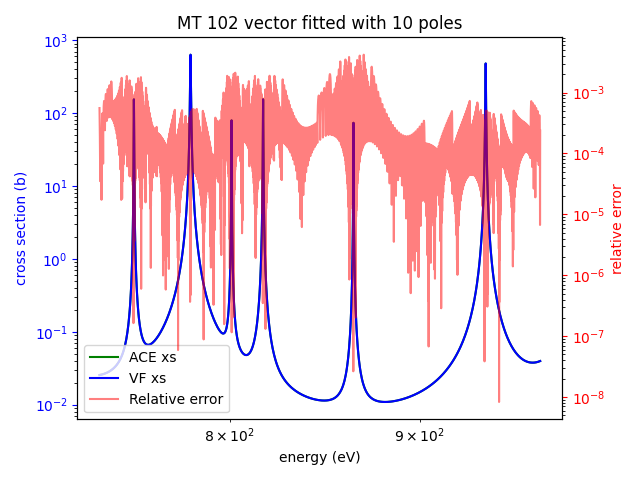 MT 102 vector fitted with 10 poles
10³
10²
10¹
10⁰
10⁻¹
10⁻²
cross section (b)
10⁻³
10⁻⁴
10⁻⁵
10⁻⁶
10⁻⁷
10⁻⁸
relative error
ACE xs
VF xs
Relative error
8 × 10²
9 × 10²
energy (eV)